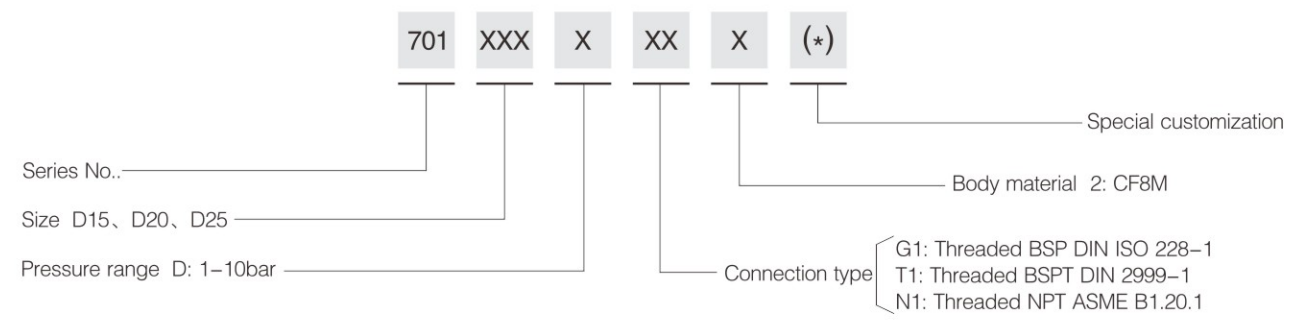 701 XXX X XX X (*)
Special customization
Series No..
Body material 2: CF8M
Size D15、D20、D25
G1: Threaded BSP DIN ISO 228-1
Pressure range D: 1-10bar
Connection type
T1: Threaded BSPT DIN 2999-1
N1: Threaded NPT ASME B1.20.1